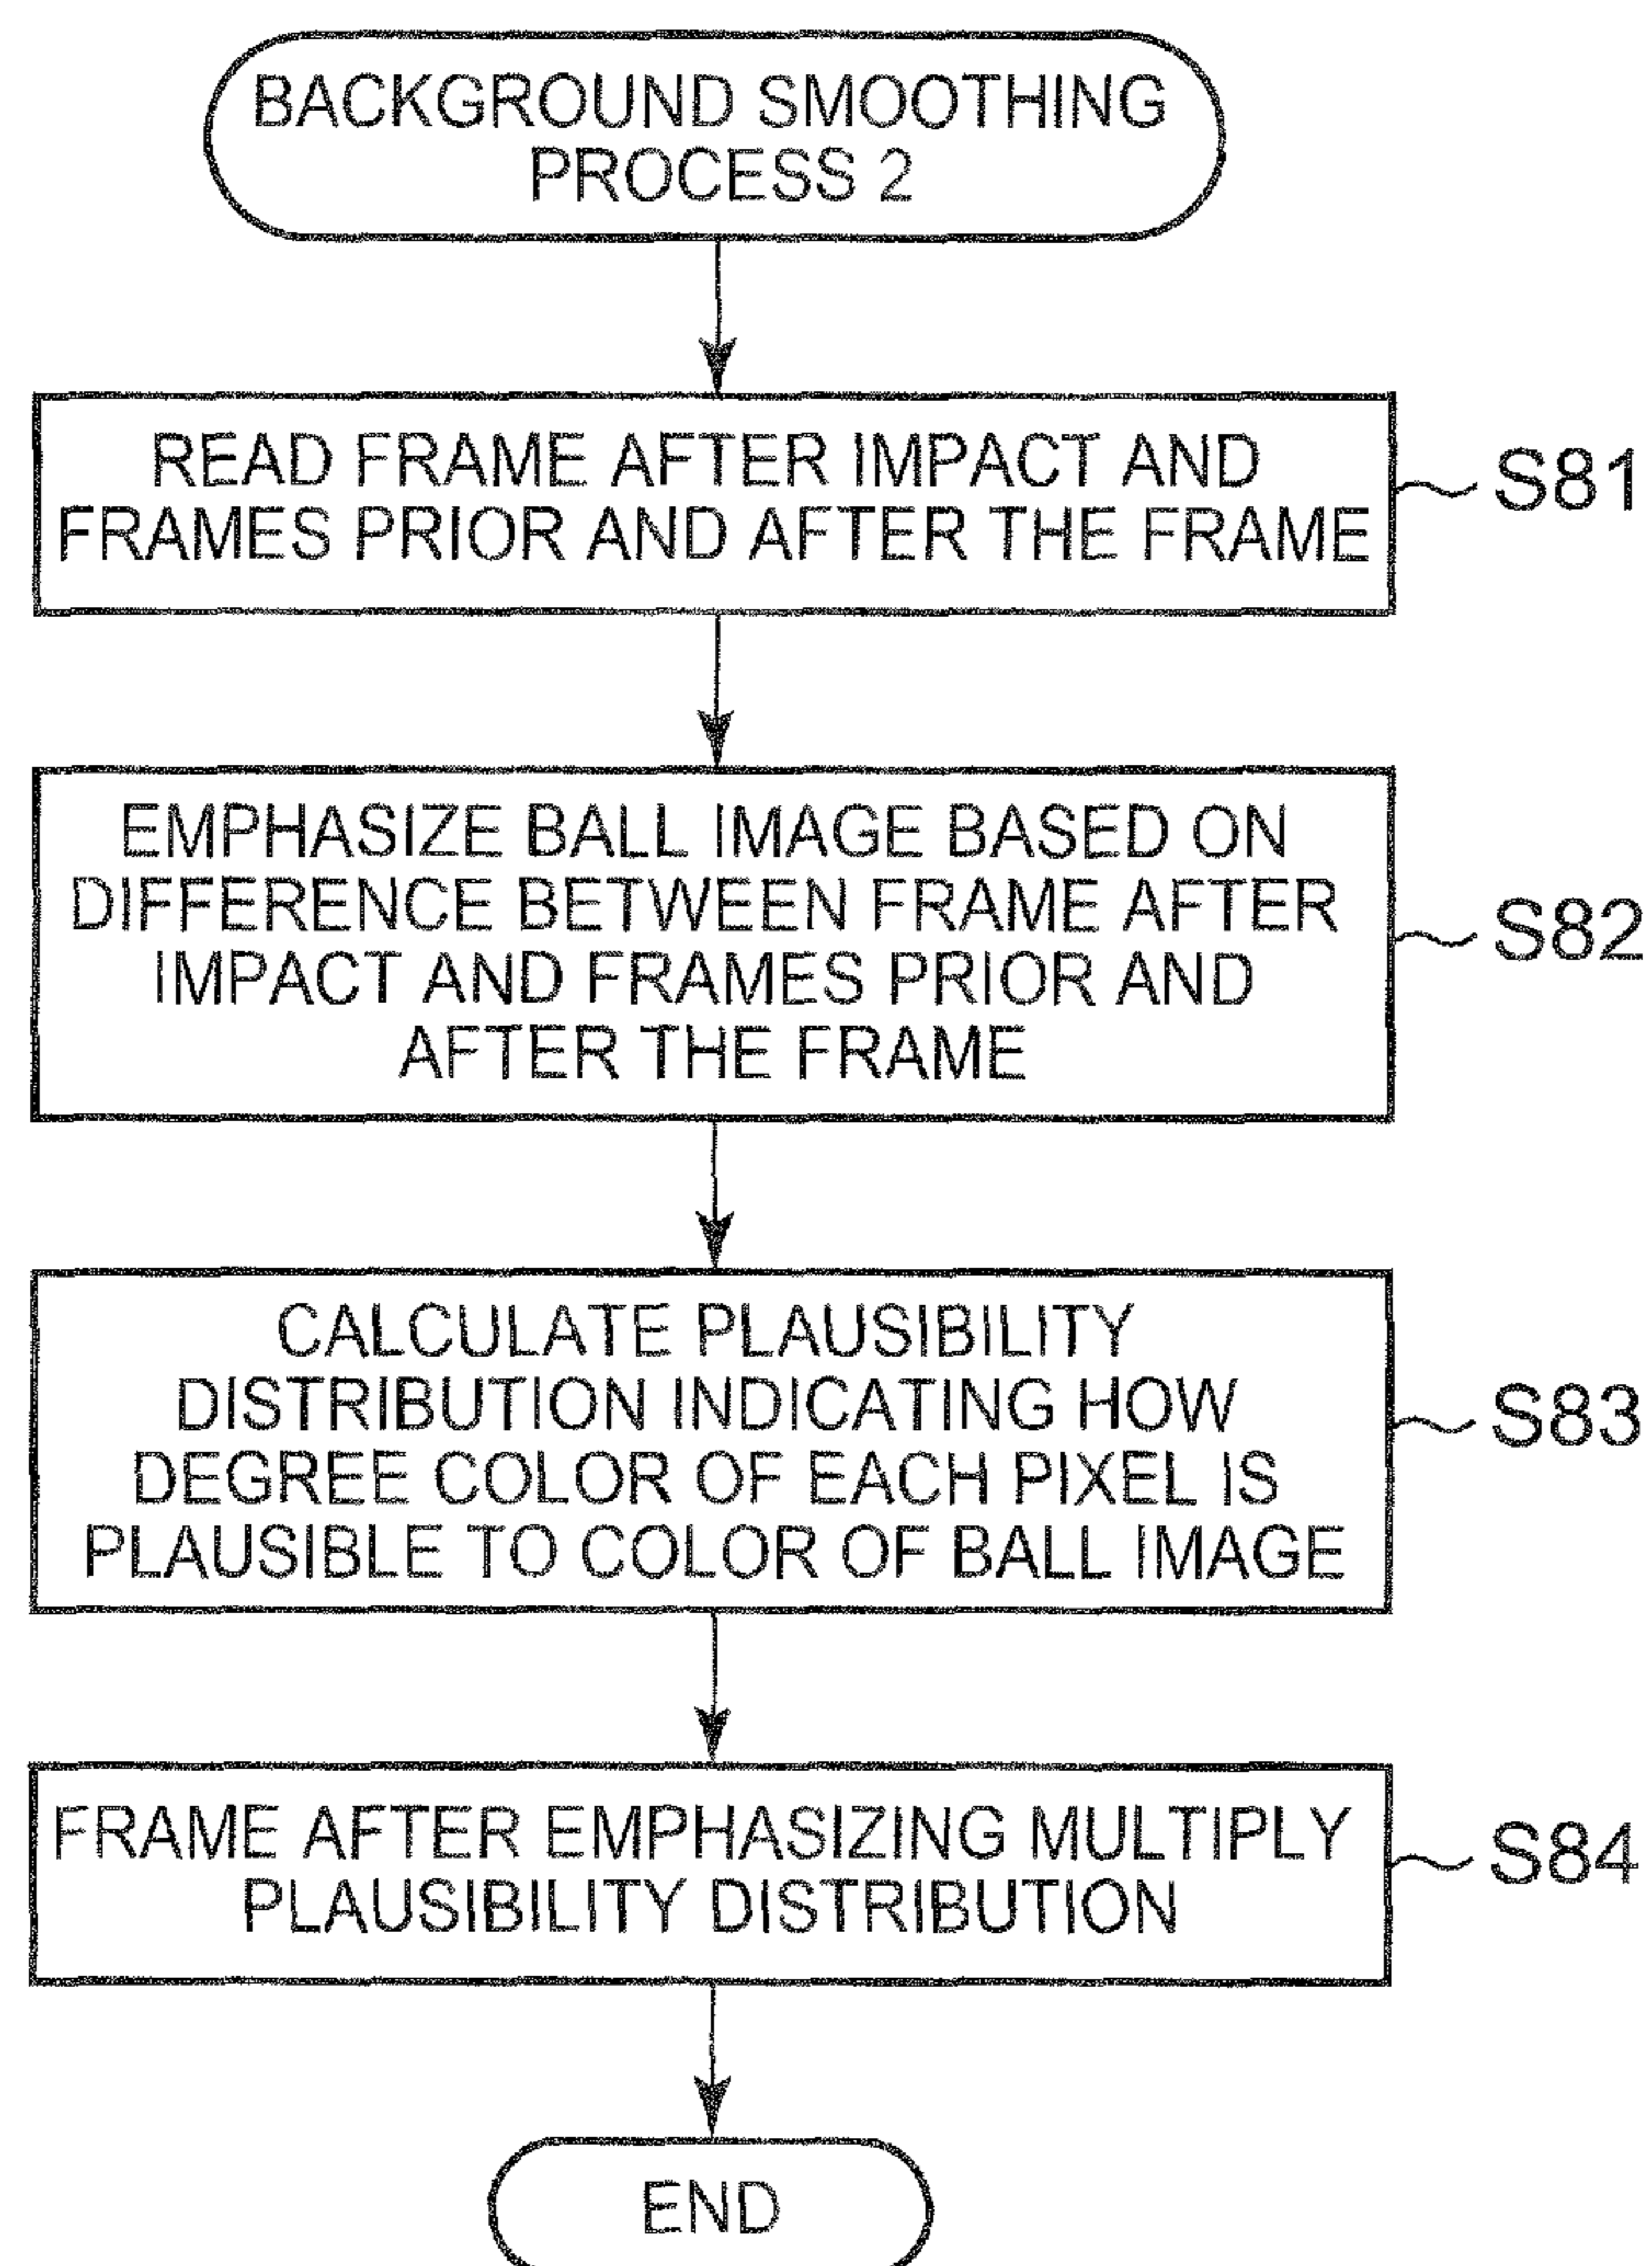 BACKGROUND SMOOTHING
PROCESS 2
READ FRAME AFTER IMPACT AND
FRAMES PRIOR AND AFTER THE FRAME
S81
EMPHASIZE BALL IMAGE BASED ON
DIFFERENCE BETWEEN FRAME AFTER
IMPACT AND FRAMES PRIOR AND
AFTER THE FRAME
S82
CALCULATE PLAUSIBILITY
DISTRIBUTION INDICATING HOW
DEGREE COLOR OF EACH PIXEL IS
PLAUSIBLE TO COLOR OF BALL IMAGE
S83
FRAME AFTER EMPHASIZING MULTIPLY
PLAUSIBILITY DISTRIBUTION
S84
END